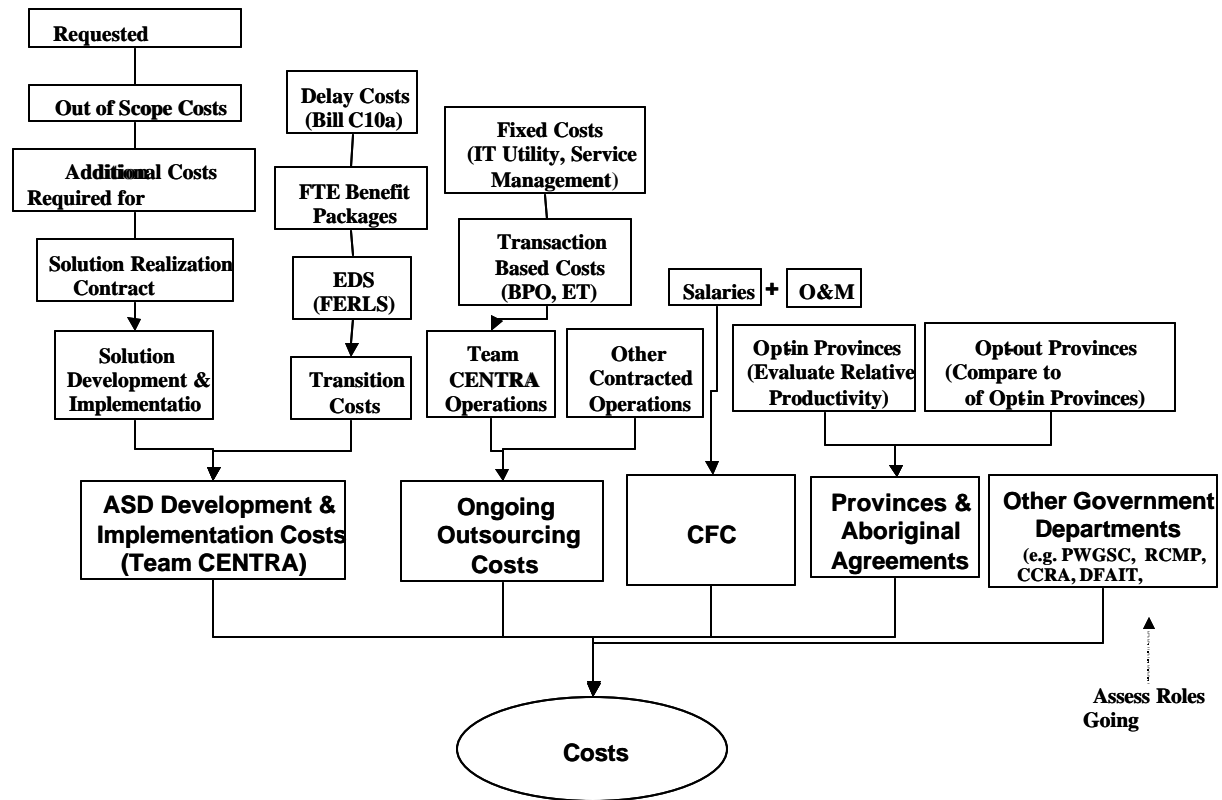 Requested
Out of Scope Costs
Additional Costs
Required for
Solution Realization
Contract
Solution
Development &
Implementatio
Delay Costs
(Bill C10a)
FTE Benefit
Packages
EDS
(FERLS)
Transition
Costs
Fixed Costs
(IT Utility, Service
Management)
Transaction
Based Costs
(BPO, ET)
Team
CENTRA
Operations
Other
Contracted
Operations
Salaries + O&M
Opt-in Provinces
(Evaluate Relative
Productivity)
Opt-out Provinces
(Compare to
of Opt-in Provinces)
ASD Development &
Implementation Costs
(Team CENTRA)
Ongoing
Outsourcing
Costs
CFC
Provinces &
Aboriginal
Agreements
Other Government
Departments
(e.g. PWGSC, RCMP,
CCRA, DFAIT,
Assess Roles
Going
Costs